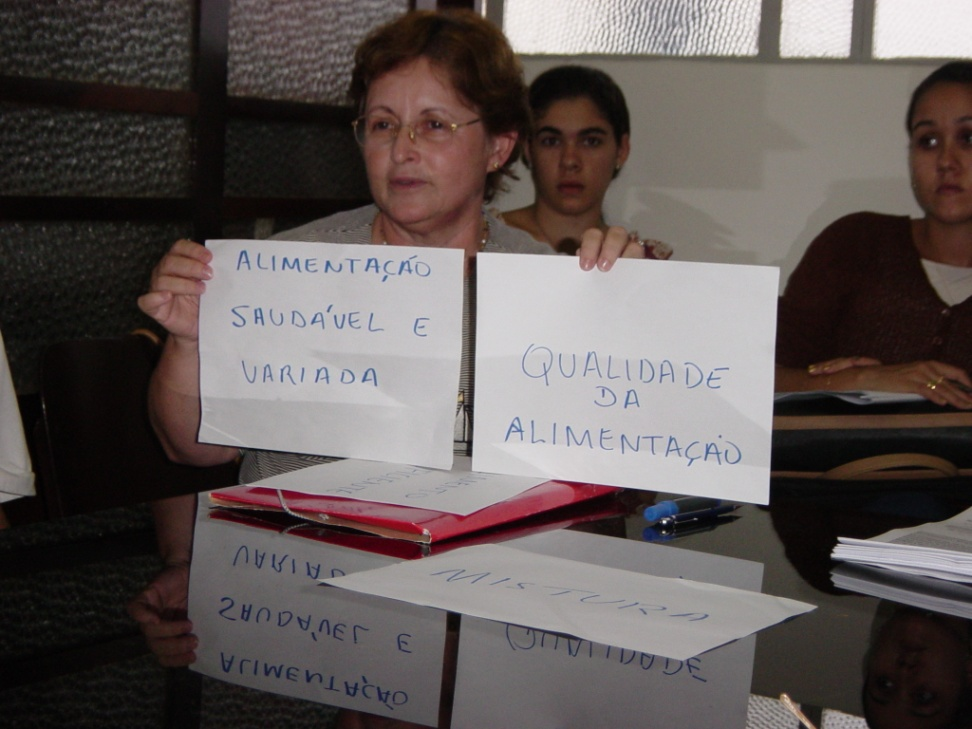 ALIMENTAÇÃO
SAUDÁVEL E
VARIADA
QUALIDADE
DA
ALIMENTAÇÃO
MISTURA